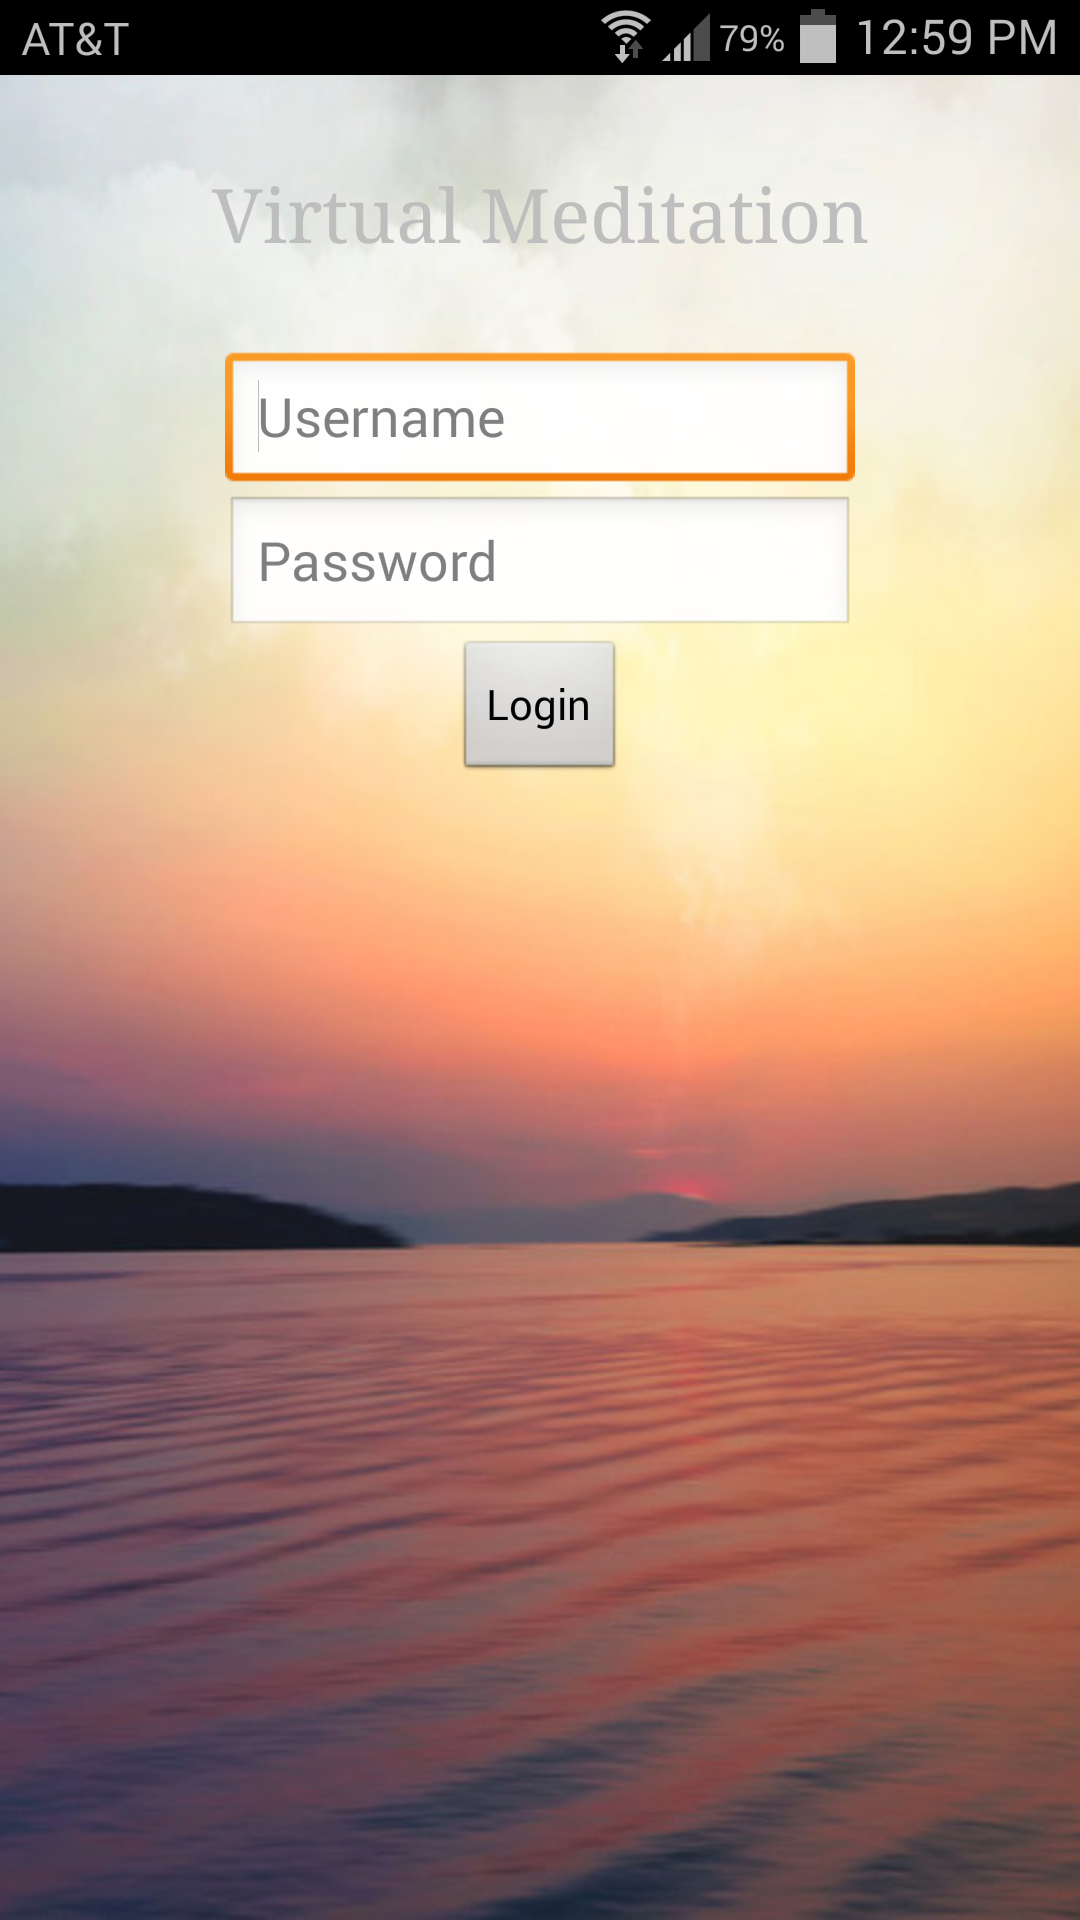 AT&T 79% 12:59 PM
Virtual Meditation
Username
Password
Login